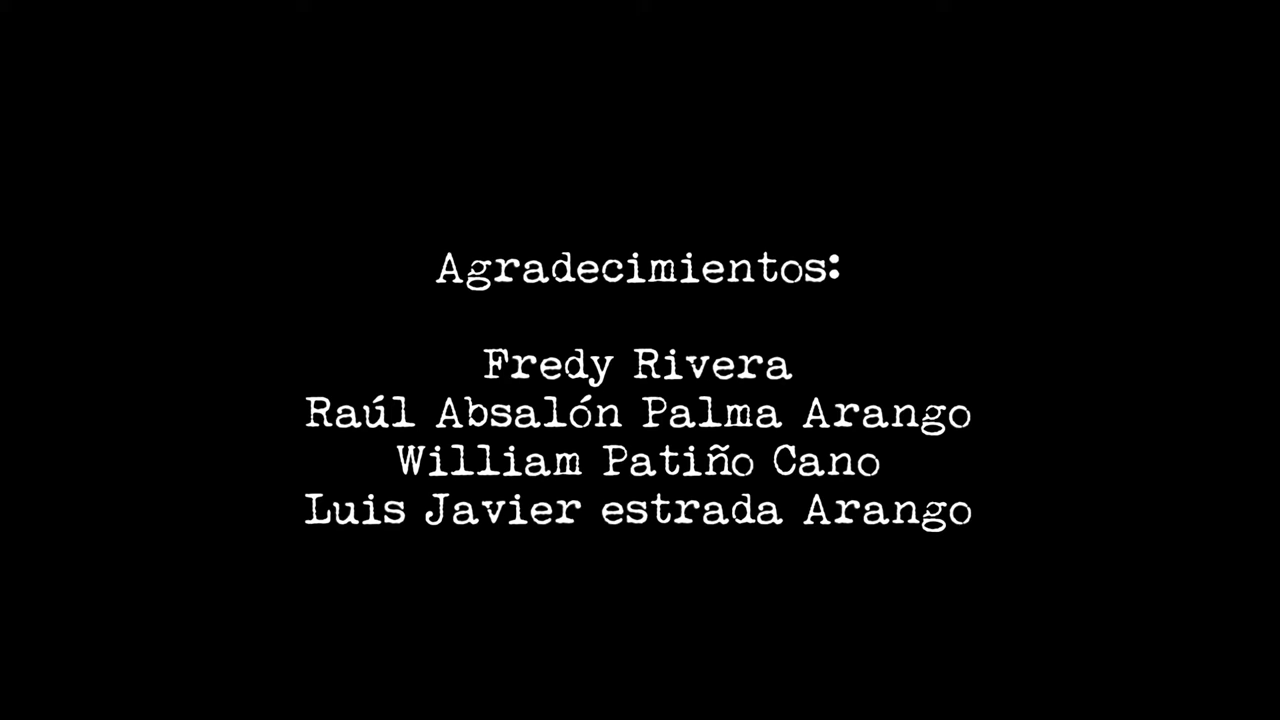 Agradecimientos:
Fredy Rivera
Raúl Absalón Palma Arango
William Patiño Cano
Luis Javier estrada Arango